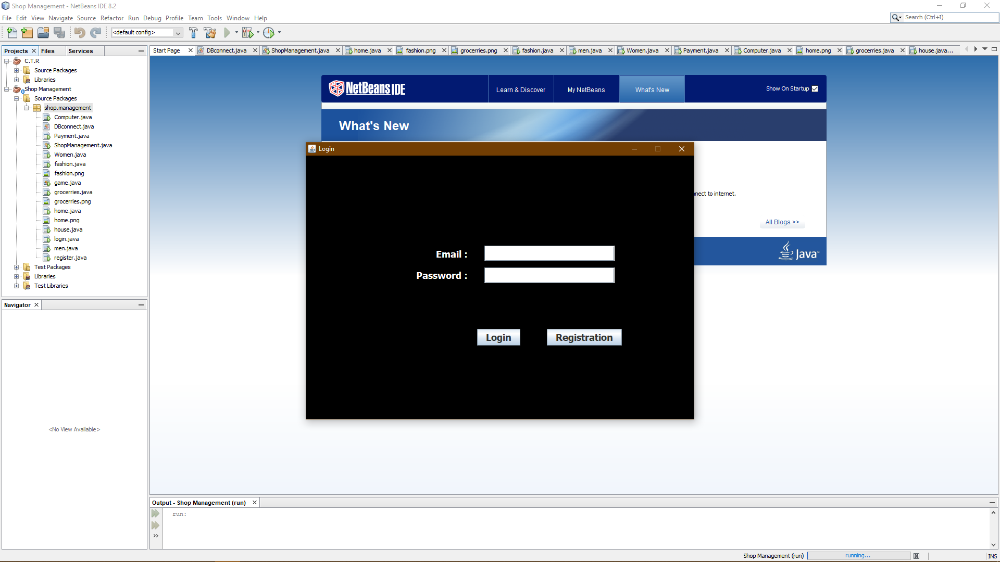 Shop Management - NetBeans IDE 8.2
File Edit View Navigate Source Refactor Run Debug Profile Team Tools Window Help
Search (Ctrl+I)
<default config>
Projects Files Services
Start Page DBconnect.java ShopManagement.java home.java fashion.png grocerries.png fashion.java men.java Women.java Payment.java Computer.java home.png grocerries.java house.java...
C.T.R
Source Packages
Libraries
Shop Management
Source Packages
shop.management
Computer.java
DBconnect.java
Payment.java
ShopManagement.java
Women.java
fashion.java
fashion.png
game.java
grocerries.java
grocerries.png
home.java
home.png
house.java
login.java
men.java
register.java
Test Packages
Libraries
Test Libraries
Navigator
<No View Available>
NetBeans IDE
Learn & Discover My NetBeans What's New
Show On Startup
What's New
nnect to internet.
All Blogs >>
Java™
Login
Email :
Password :
Login Registration
Output - Shop Management (run)
run:
Shop Management (run) running... INS